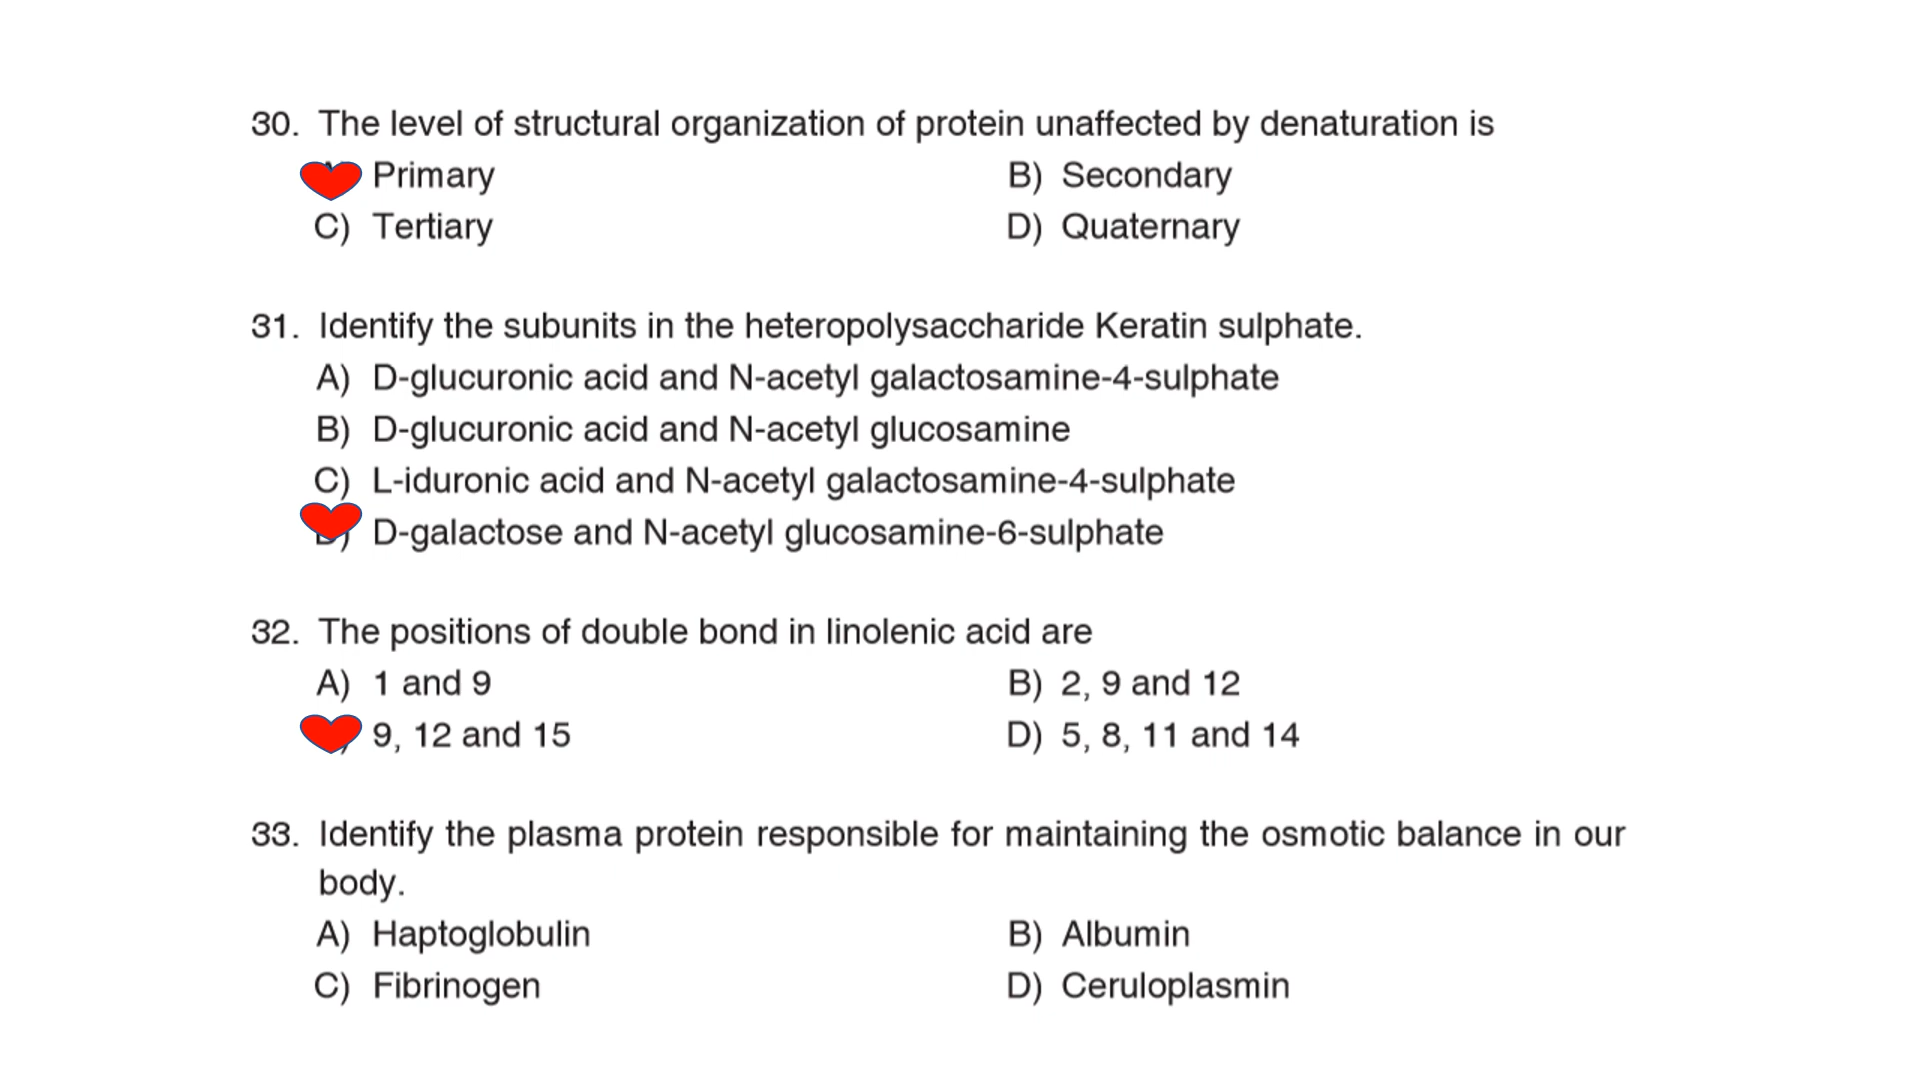 30. The level of structural organization of protein unaffected by denaturation is
Primary B) Secondary
C) Tertiary D) Quaternary
31. Identify the subunits in the heteropolysaccharide Keratin sulphate.
A) D-glucuronic acid and N-acetyl galactosamine-4-sulphate
B) D-glucuronic acid and N-acetyl glucosamine
C) L-iduronic acid and N-acetyl galactosamine-4-sulphate
D-galactose and N-acetyl glucosamine-6-sulphate
32. The positions of double bond in linolenic acid are
A) 1 and 9 B) 2, 9 and 12
9, 12 and 15 D) 5, 8, 11 and 14
33. Identify the plasma protein responsible for maintaining the osmotic balance in our
body.
A) Haptoglobulin B) Albumin
C) Fibrinogen D) Ceruloplasmin